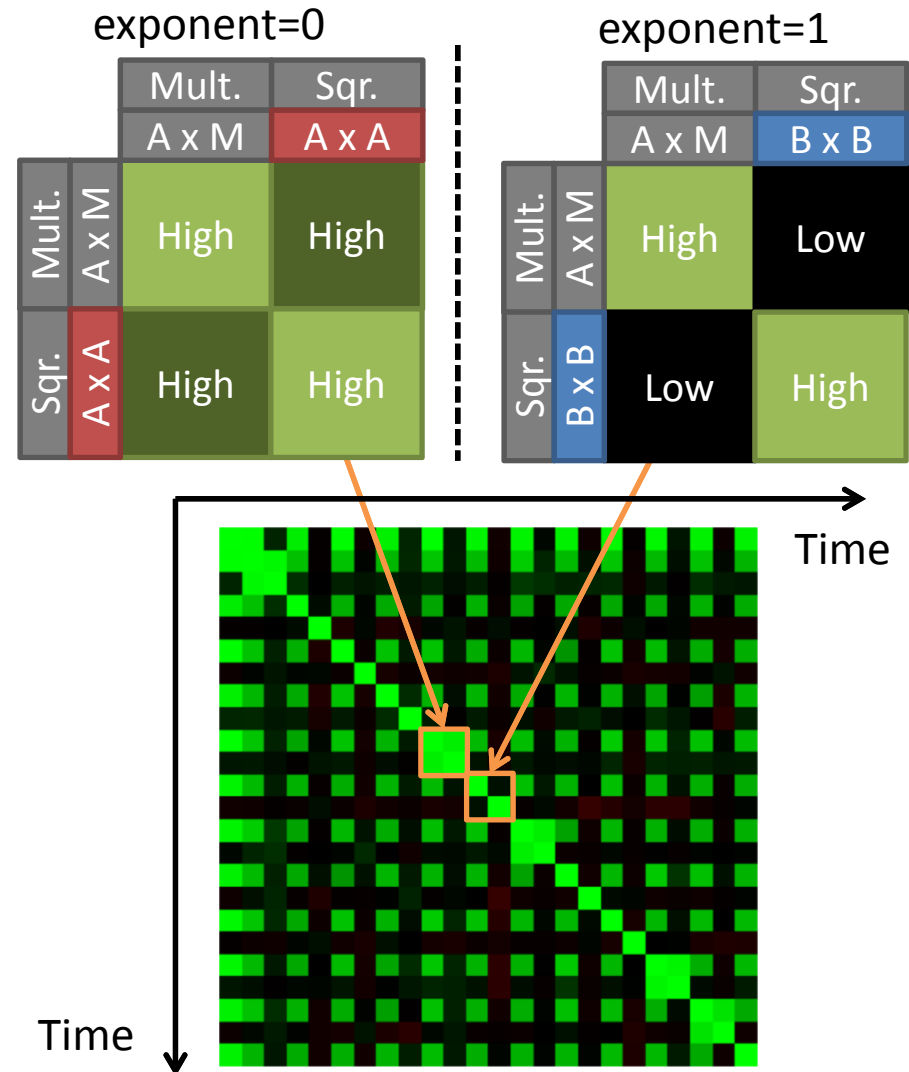 exponent=0
Mult. Sqr.
A x M A x A
Mult. A x M High High
Sqr. A x A High High
exponent=1
Mult. Sqr.
A x M B x B
Mult. A x M High Low
Sqr. B x B Low High
Time
Time